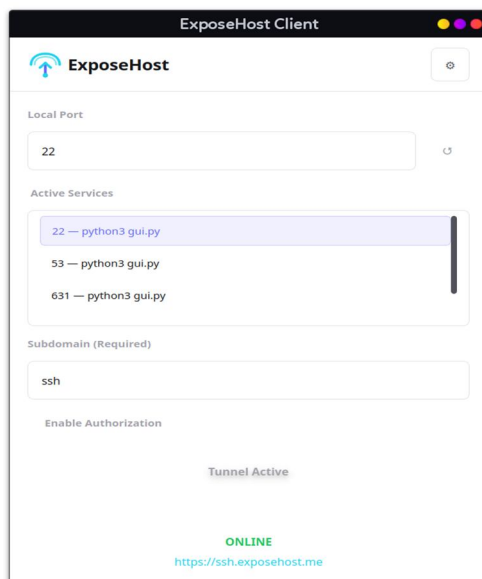 ExposeHost Client
ExposeHost
Local Port
22
Active Services
22 — python3 gui.py
53 — python3 gui.py
631 — python3 gui.py
Subdomain (Required)
ssh
Enable Authorization
Tunnel Active
ONLINE
https://ssh.exposehost.me